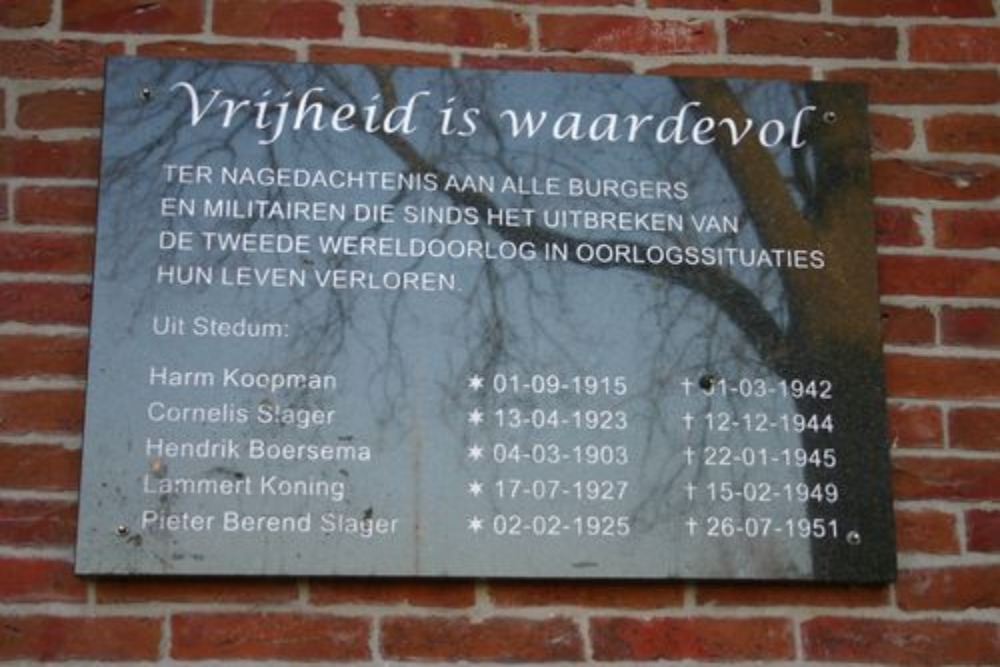 Vrijheid is waardevol
TER NAGEDACHTENIS AAN ALLE BURGERS
EN MILITAIREN DIE SINDS HET UITBREKEN VAN
DE TWEEDE WERELDOORLOG IN OORLOGSSITUATIES
HUN LEVEN VERLOREN.
Uit Stedum:
Harm Koopman ✶ 01-09-1915 † 01-03-1942
Cornelis Slager ✶ 13-04-1923 † 12-12-1944
Hendrik Boersema ✶ 04-03-1903 † 22-01-1945
Lammert Koning ✶ 17-07-1927 † 15-02-1949
Pieter Berend Slager ✶ 02-02-1925 † 26-07-1951